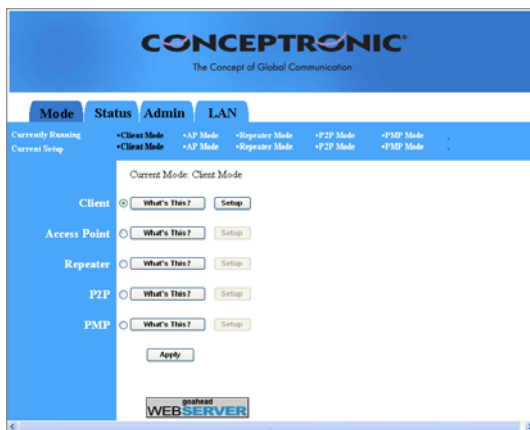 CONCEPTRONIC
The Concept of Global Communication
Mode Status Admin LAN
Currently Running •Client Mode •AP Mode •Repeater Mode •P2P Mode •PMP Mode
Current Setup •Client Mode •AP Mode •Repeater Mode •P2P Mode •PMP Mode
Current Mode: Client Mode
Client What's This? Setup
Access Point What's This? Setup
Repeater What's This? Setup
P2P What's This? Setup
PMP What's This? Setup
Apply
goahead
WEBSERVER